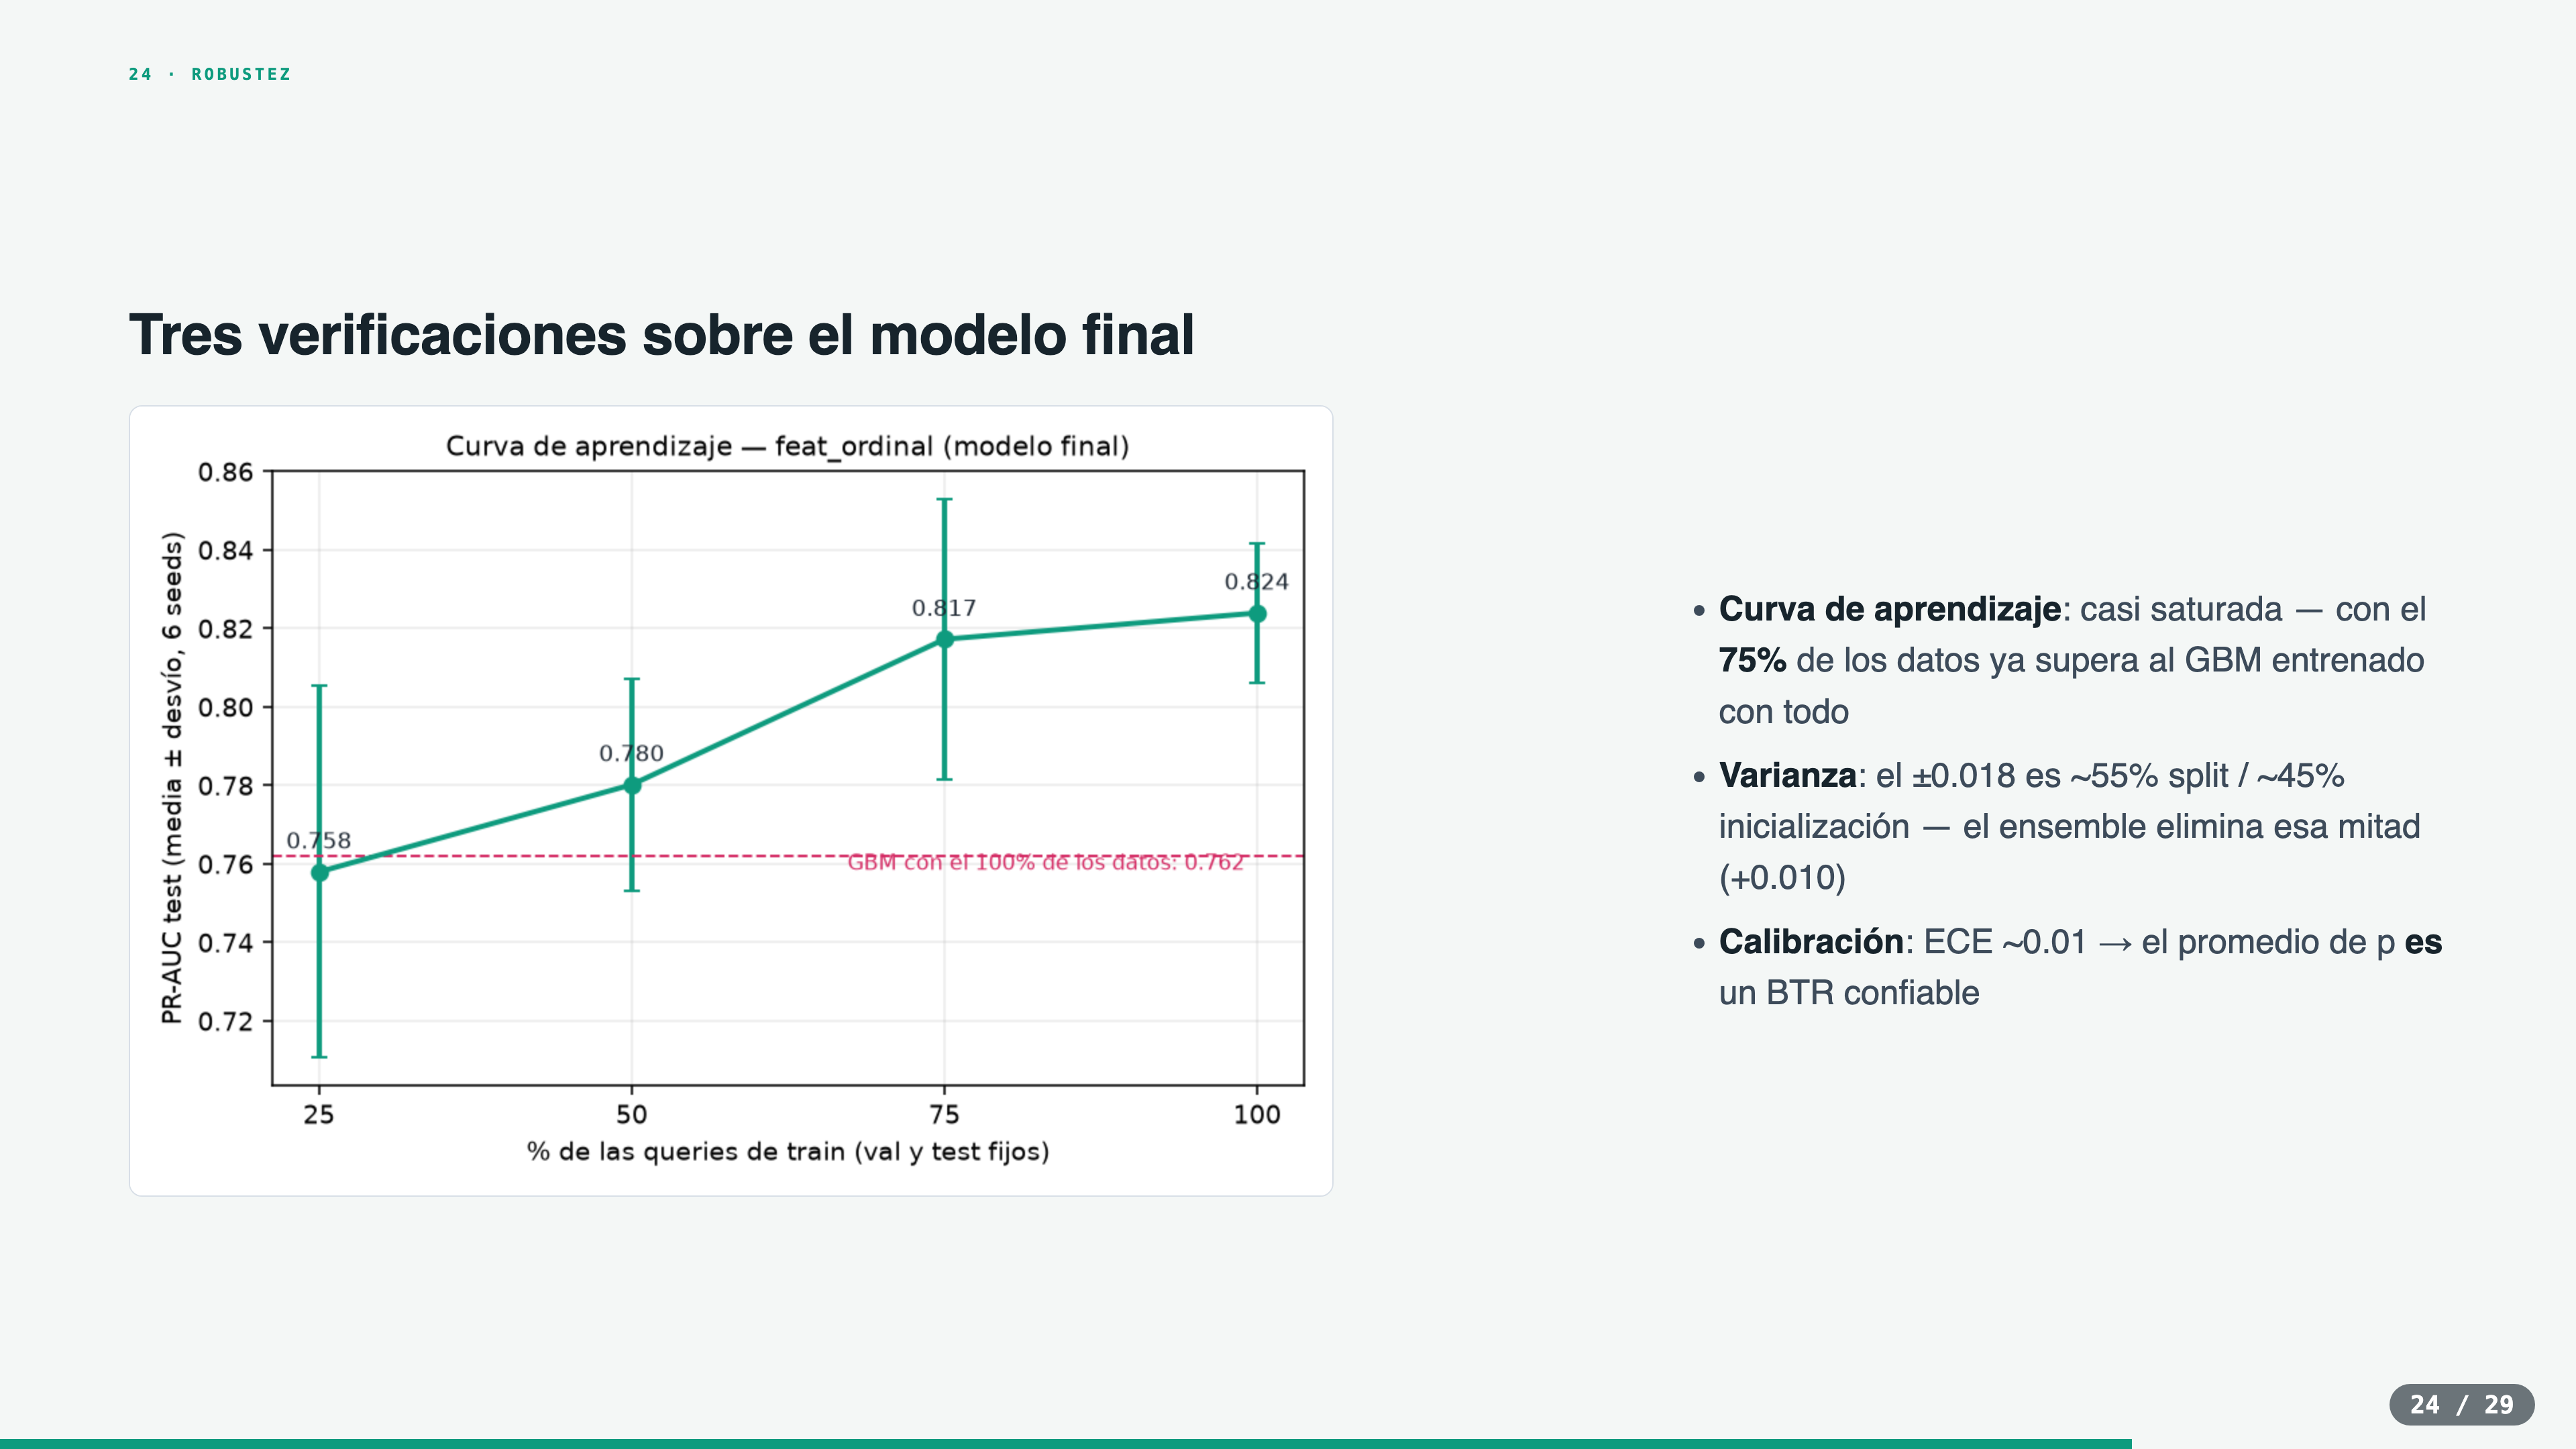 24 · ROBUSTEZ
Tres verificaciones sobre el modelo final
Curva de aprendizaje — feat_ordinal (modelo final)
PR-AUC test (media ± desvío, 6 seeds)
0.86
0.84
0.82
0.80
0.78
0.76
0.74
0.72
0.758
0.780
0.817
0.824
GBM con el 100% de los datos: 0.762
25 50 75 100
% de las queries de train (val y test fijos)
• Curva de aprendizaje: casi saturada — con el
75% de los datos ya supera al GBM entrenado
con todo
• Varianza: el ±0.018 es ~55% split / ~45%
inicialización — el ensemble elimina esa mitad
(+0.010)
• Calibración: ECE ~0.01 → el promedio de p es
un BTR confiable
24 / 29